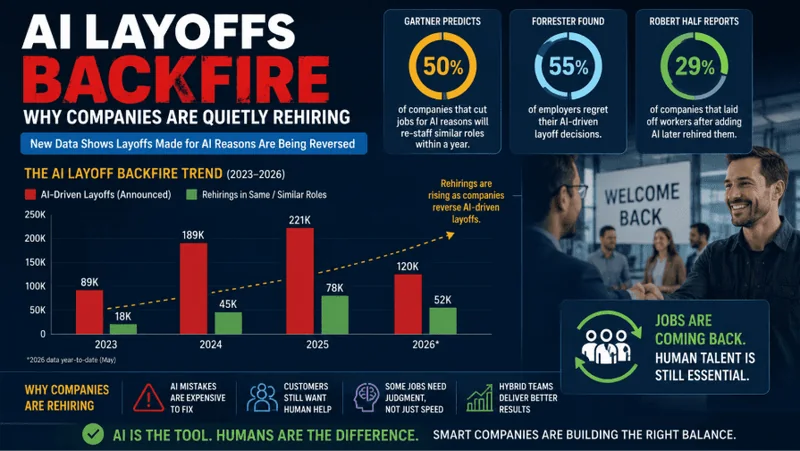 AI LAYOFFS
BACKFIRE
WHY COMPANIES ARE QUIETLY REHIRING
New Data Shows Layoffs Made for AI Reasons Are Being Reversed
GARTNER PREDICTS
50%
of companies that cut
jobs for AI reasons will
re-staff similar roles
within a year.
FORRESTER FOUND
55%
of employers regret
their AI-driven
layoff decisions.
ROBERT HALF REPORTS
29%
of companies that laid
off workers after adding
AI later rehired them.
THE AI LAYOFF BACKFIRE TREND (2023–2026)
AI-Driven Layoffs (Announced)
Rehirings in Same / Similar Roles
Rehirings are
rising as companies
reverse AI-driven
layoffs.
250K
200K
150K
100K
50K
0
89K
18K
189K
45K
221K
78K
120K
52K
2023
2024
2025
2026*
*2026 data year-to-date (May)
WELCOME
BACK
JOBS ARE
COMING BACK.
HUMAN TALENT IS
STILL ESSENTIAL.
WHY COMPANIES
ARE REHIRING
AI MISTAKES
ARE EXPENSIVE
TO FIX
CUSTOMERS
STILL WANT
HUMAN HELP
SOME JOBS NEED
JUDGMENT,
NOT JUST SPEED
HYBRID TEAMS
DELIVER BETTER
RESULTS
AI IS THE TOOL. HUMANS ARE THE DIFFERENCE. SMART COMPANIES ARE BUILDING THE RIGHT BALANCE.